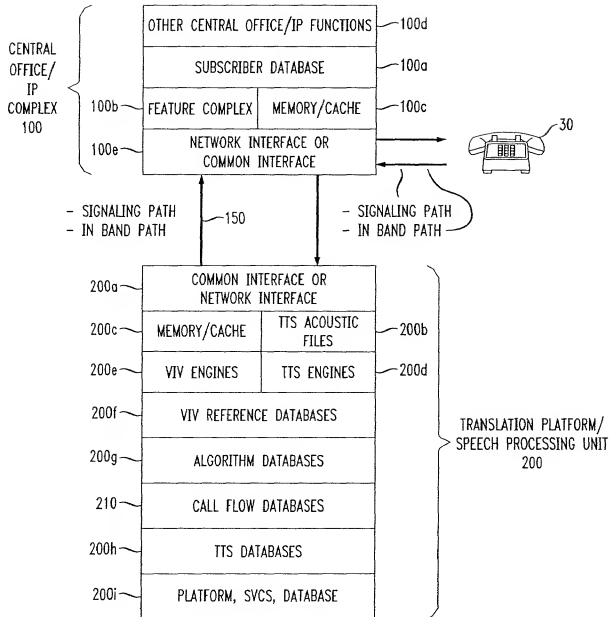 OTHER CENTRAL OFFICE/IP FUNCTIONS
100d
CENTRAL
OFFICE/
IP
COMPLEX
100
SUBSCRIBER DATABASE
100a
100b
FEATURE COMPLEX
MEMORY/CACHE
100c
100e
NETWORK INTERFACE OR
COMMON INTERFACE
30
- SIGNALING PATH
- IN BAND PATH
150
- SIGNALING PATH
- IN BAND PATH
200a
COMMON INTERFACE OR
NETWORK INTERFACE
200c
MEMORY/CACHE
TTS ACOUSTIC
FILES
200b
200e
VIV ENGINES
TTS ENGINES
200d
200f
VIV REFERENCE DATABASES
200g
ALGORITHM DATABASES
TRANSLATION PLATFORM/
SPEECH PROCESSING UNIT
200
210
CALL FLOW DATABASES
200h
TTS DATABASES
200i
PLATFORM, SVCS, DATABASE